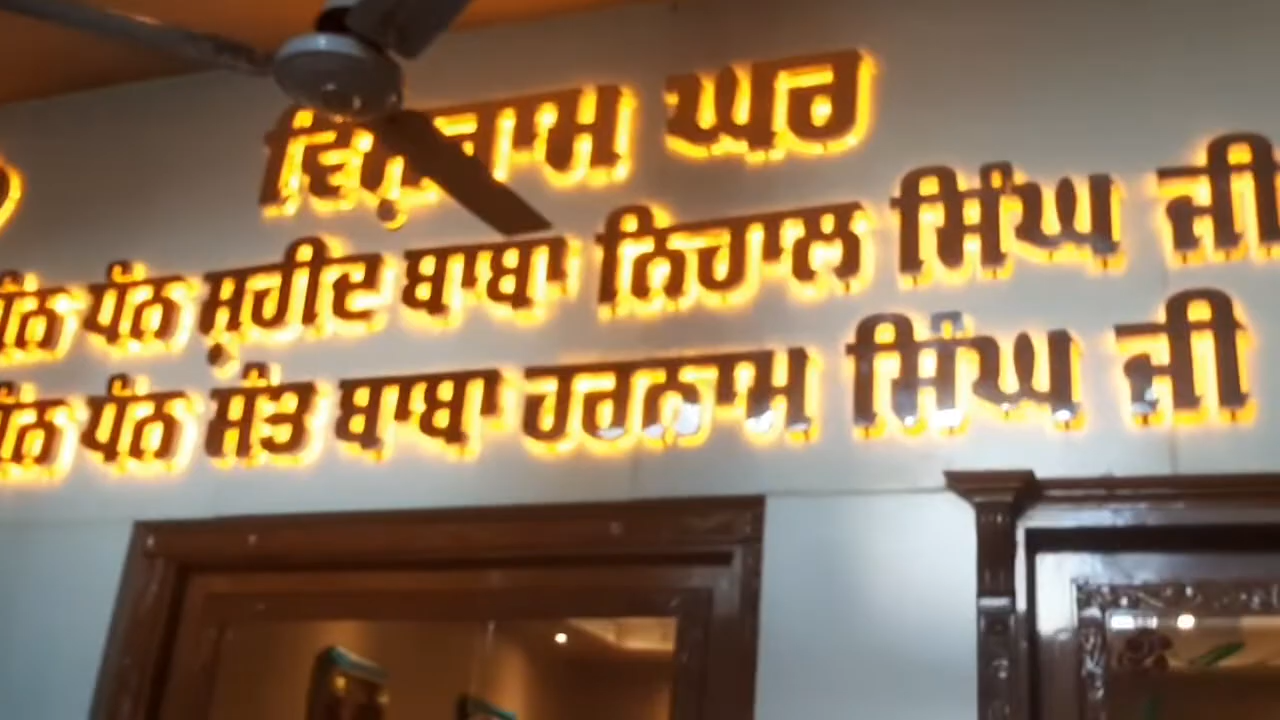 ਵਿਸ਼ਰਾਮ ਘਰ
ਧੰਨ ਧੰਨ ਸ਼ਹੀਦ ਬਾਬਾ ਨਿਹਾਲ ਸਿੰਘ ਜੀ
ਧੰਨ ਧੰਨ ਸੰਤ ਬਾਬਾ ਹਰਨਾਮ ਸਿੰਘ ਜੀ